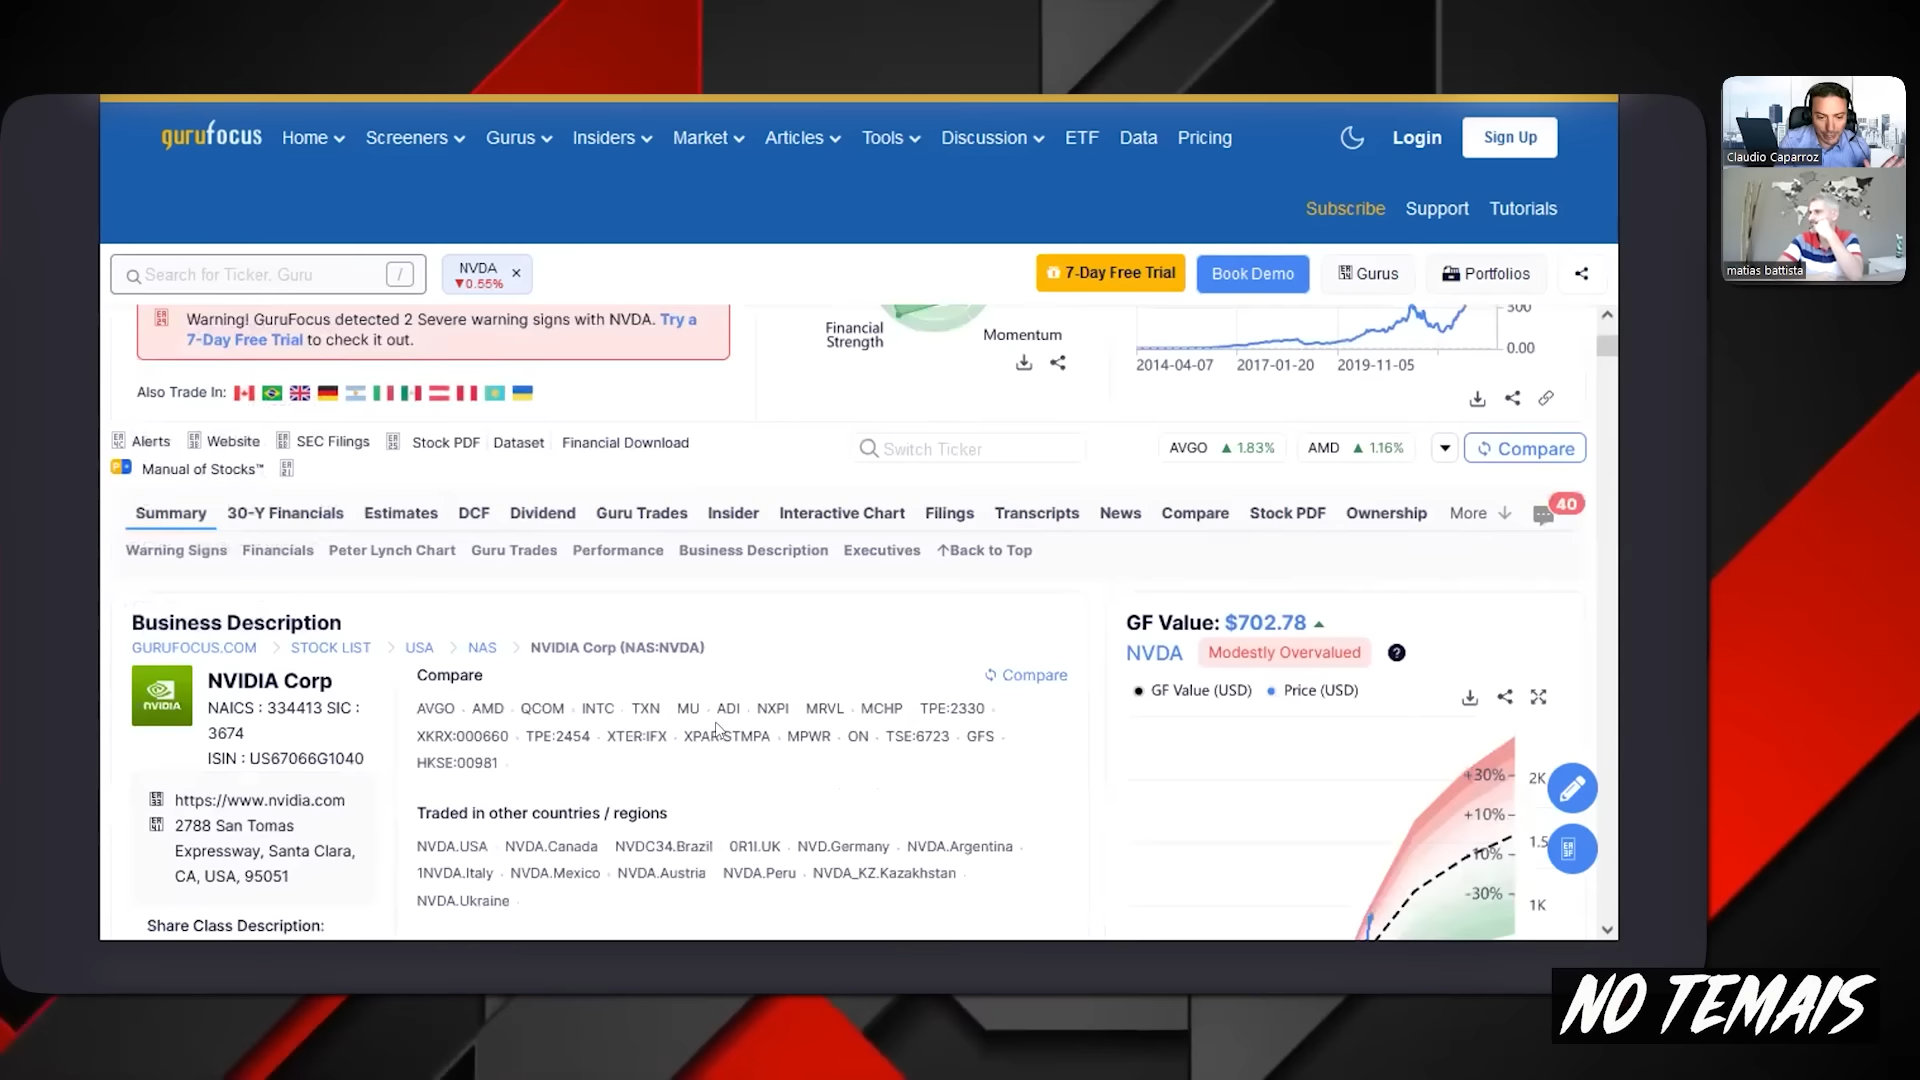 gurufocus Home Screeners Gurus Insiders Market Articles Tools Discussion ETF Data Pricing Login Sign Up
Subscribe Support Tutorials
Search for Ticker, Guru /
NVDA ×
▼0.55%
7-Day Free Trial Book Demo Gurus Portfolios
Warning! GuruFocus detected 2 Severe warning signs with NVDA. Try a
7-Day Free Trial to check it out.
Also Trade In:
Financial
Strength
Momentum
300
0.00
2014-04-07 2017-01-20 2019-11-05
Alerts Website SEC Filings Stock PDF Dataset Financial Download
Manual of Stocks™
Switch Ticker AVGO ▲ 1.83% AMD ▲ 1.16% Compare
Summary 30-Y Financials Estimates DCF Dividend Guru Trades Insider Interactive Chart Filings Transcripts News Compare Stock PDF Ownership More 40
Warning Signs Financials Peter Lynch Chart Guru Trades Performance Business Description Executives ↑Back to Top
Business Description
GURUFOCUS.COM > STOCK LIST > USA > NAS > NVIDIA Corp (NAS:NVDA)
NVIDIA
NVIDIA Corp
NAICS : 334413 SIC :
3674
ISIN : US67066G1040
https://www.nvidia.com
2788 San Tomas
Expressway, Santa Clara,
CA, USA, 95051
Share Class Description:
Compare Compare
AVGO · AMD · QCOM · INTC · TXN · MU · ADI · NXPI · MRVL · MCHP · TPE:2330 ·
XKRX:000660 · TPE:2454 · XTER:IFX · XPAR:STMPA · MPWR · ON · TSE:6723 · GFS ·
HKSE:00981 ·
Traded in other countries / regions
NVDA.USA · NVDA.Canada · NVDC34.Brazil · 0R1I.UK · NVD.Germany · NVDA.Argentina ·
1NVDA.Italy · NVDA.Mexico · NVDA.Austria · NVDA.Peru · NVDA_KZ.Kazakhstan ·
NVDA.Ukraine ·
GF Value: $702.78
NVDA Modestly Overvalued ?
GF Value (USD) Price (USD)
+30% 2K
+10%
1.5
-10%
-30%
1K
Claudio Caparroz
matias battista
NO TEMAIS